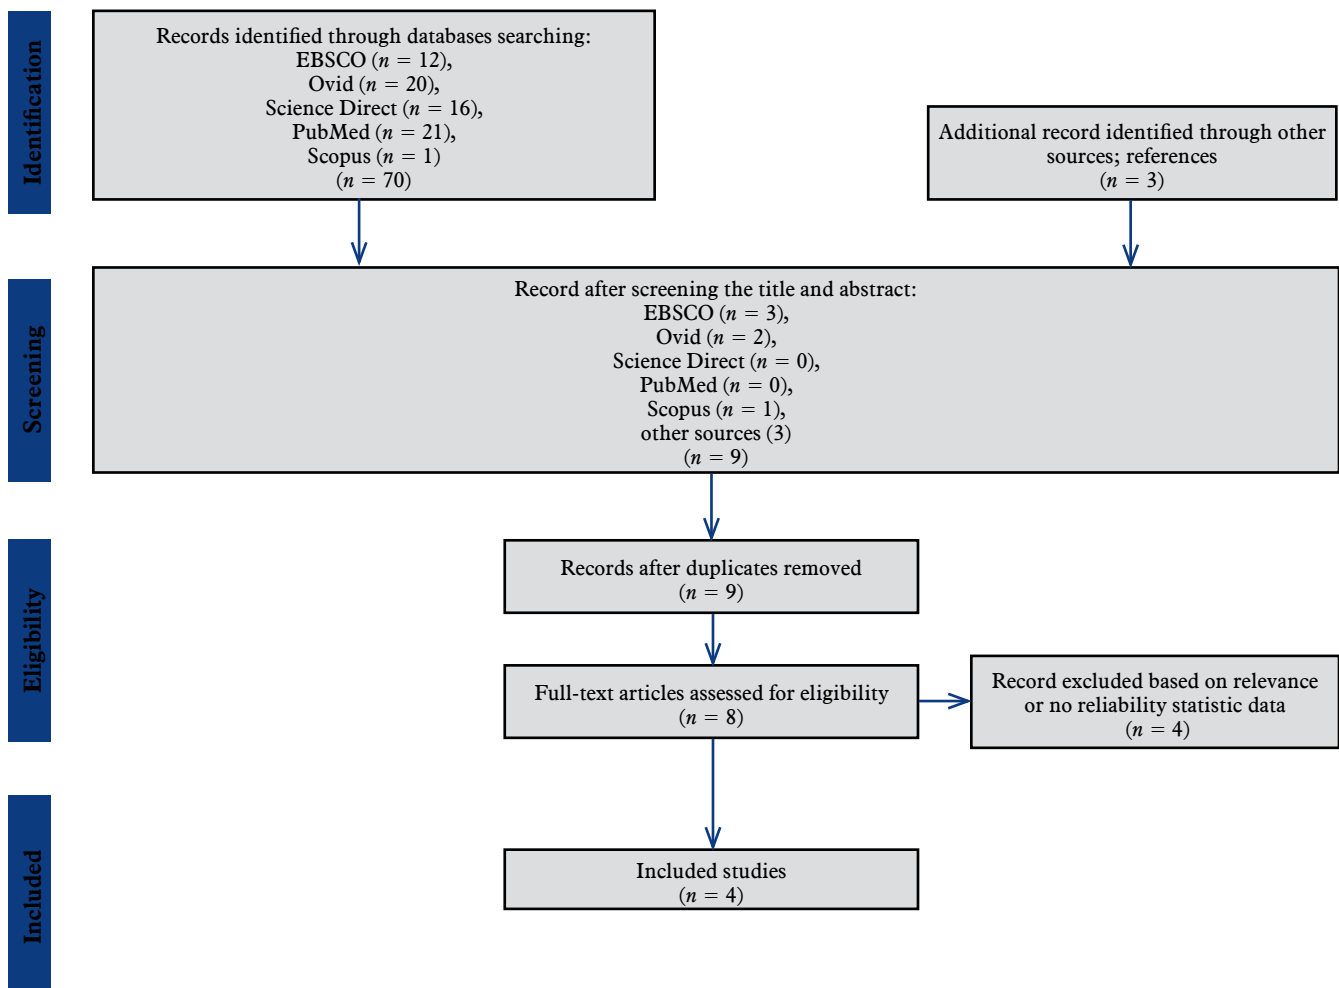 Identification
Records identified through databases searching:
EBSCO (n = 12),
Ovid (n = 20),
Science Direct (n = 16),
PubMed (n = 21),
Scopus (n = 1)
(n = 70)
Additional record identified through other
sources; references
(n = 3)
Screening
Record after screening the title and abstract:
EBSCO (n = 3),
Ovid (n = 2),
Science Direct (n = 0),
PubMed (n = 0),
Scopus (n = 1),
other sources (3)
(n = 9)
Eligibility
Records after duplicates removed
(n = 9)
Full-text articles assessed for eligibility
(n = 8)
Record excluded based on relevance
or no reliability statistic data
(n = 4)
Included
Included studies
(n = 4)